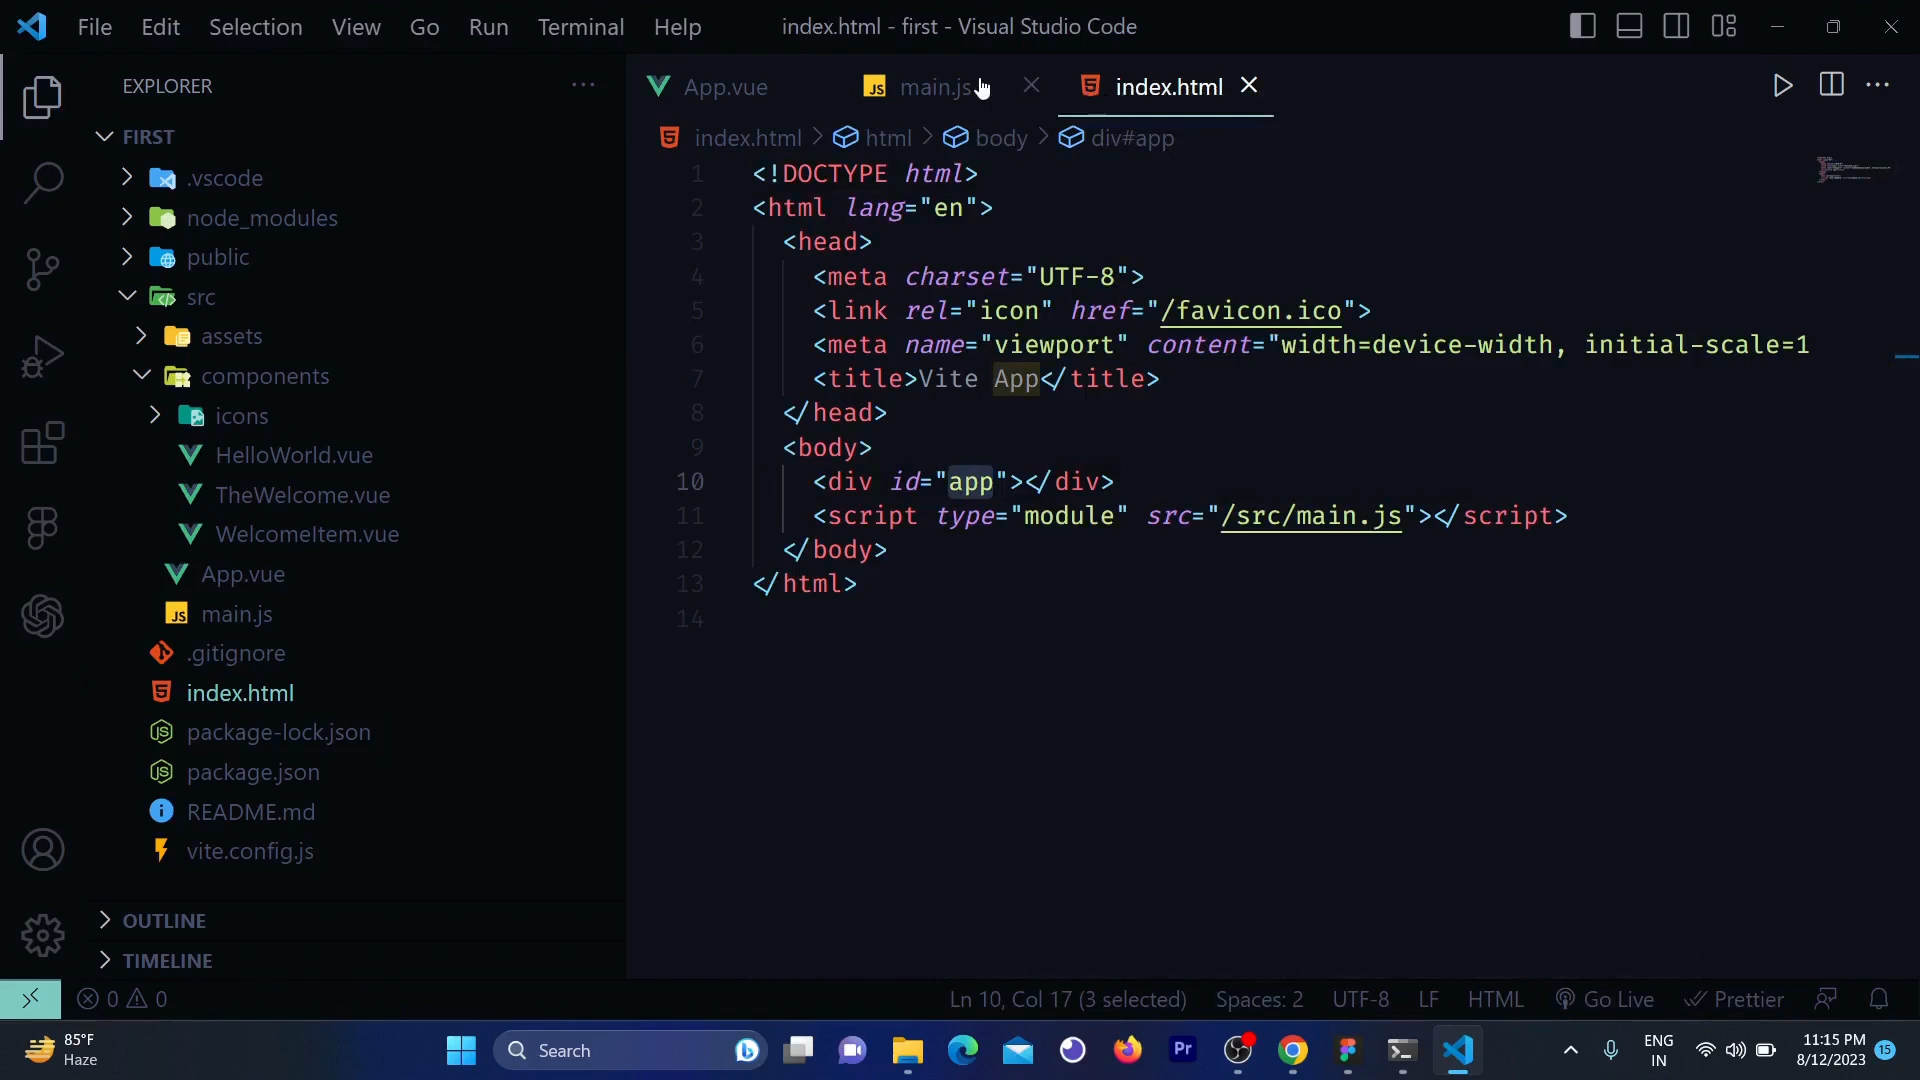 File Edit Selection View Go Run Terminal Help index.html - first - Visual Studio Code
EXPLORER
FIRST
.vscode
node_modules
public
src
assets
components
icons
HelloWorld.vue
TheWelcome.vue
WelcomeItem.vue
App.vue
JS main.js
.gitignore
index.html
package-lock.json
package.json
README.md
vite.config.js
OUTLINE
TIMELINE
App.vue JS main.js index.html
index.html > html > body > div#app
1 <!DOCTYPE html>
2 <html lang="en">
3 <head>
4 <meta charset="UTF-8">
5 <link rel="icon" href="/favicon.ico">
6 <meta name="viewport" content="width=device-width, initial-scale=1
7 <title>Vite App</title>
8 </head>
9 <body>
10 <div id="app"></div>
11 <script type="module" src="/src/main.js"></script>
12 </body>
13 </html>
14
0 0 Ln 10, Col 17 (3 selected) Spaces: 2 UTF-8 LF HTML Go Live Prettier
85°F
Haze
Search
Pr
ENG
IN
11:15 PM
8/12/2023
15